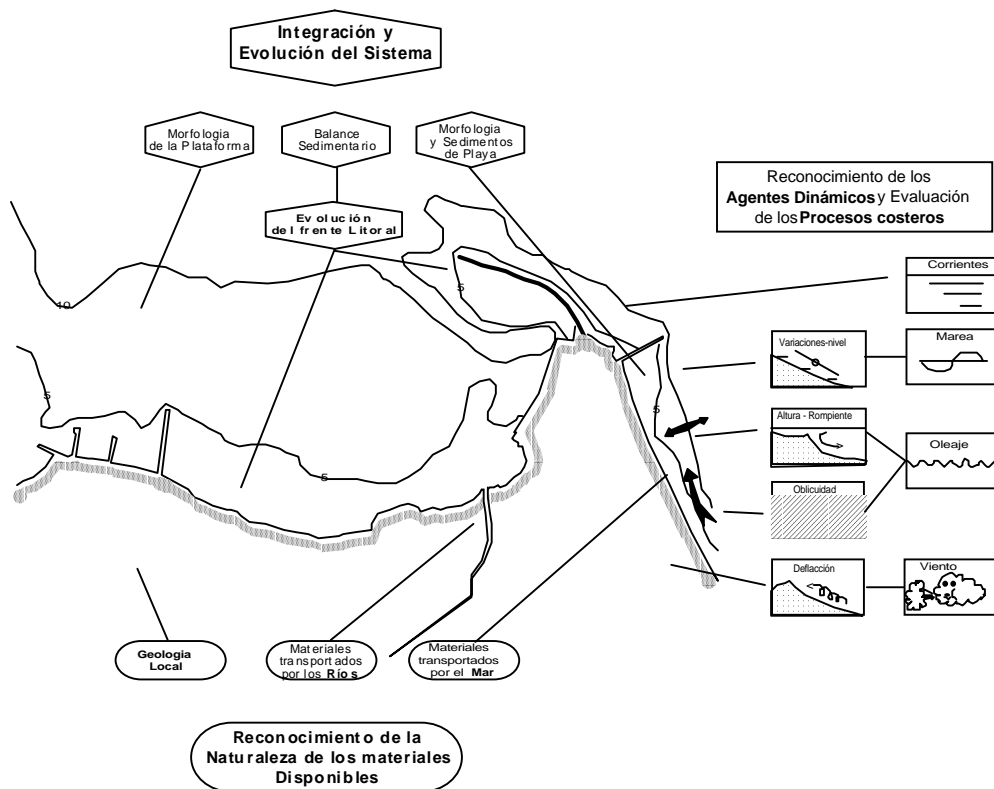 Integración y
Evolución del Sistema
Morfologia
de la Plataforma
Balance
Sedimentario
Morfologia
y Sedimentos
de Playa
Evolución
del frente Litoral
Reconocimiento de los
Agentes Dinámicos y Evaluación
de los Procesos costeros
Corrientes
Variaciones-nivel
Marea
Altura - Rompiente
Oleaje
Oblicuidad
Deflacción
Viento
10
5
5
5
5
Geologia
Local
Materiales
transportados
por los Ríos
Materiales
transportados
por el Mar
Reconocimiento de la
Naturaleza de los materiales
Disponibles